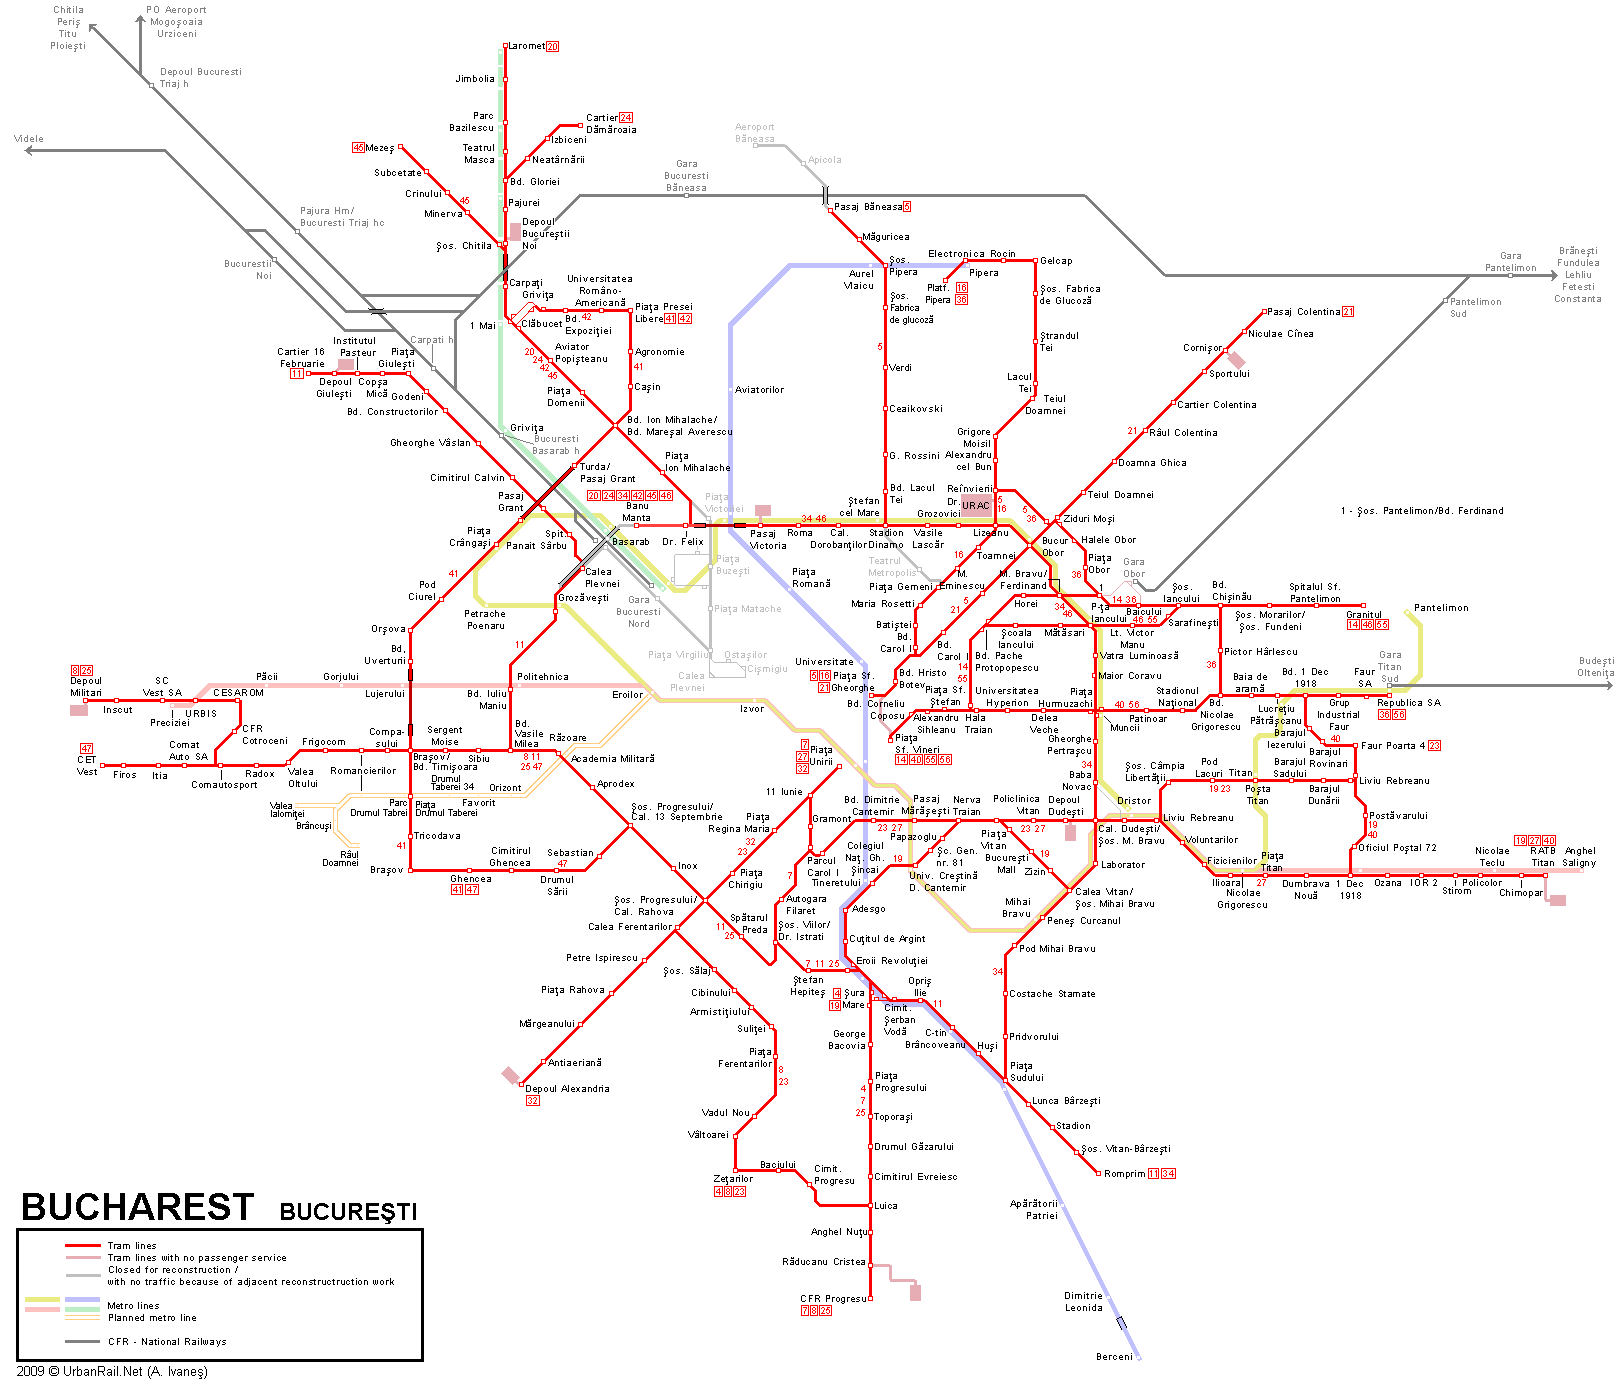 Chitila
Periş
Titu
Ploieşti
PO Aeroport
Mogoşoaia
Urziceni
Depoul Bucuresti
Triaj h
Videle
Pajura Hm/
Bucuresti Triaj hc
Bucurestii
Noi
Laromet 20
Jimbolia
Parc
Bazilescu
Teatrul
Masca
Cartier 24
Dămăroaia
Izbiceni
Neatârnării
Bd. Gloriei
Pajurei
Depoul
Bucureştii
Noi
45 Mezeş
Subcetate
Crinului
45
Minerva
Şos. Chitila
Carpaţi
Griviţa
Clăbucet
1 Mai
Universitatea
Româno-
Americană
42
Bd.
Expoziţiei
Piaţa Presei
Libere 41 42
Agronomie
41
Caşin
Aviator
Popişteanu
20
24
42
45
Piaţa
Domenii
Bd. Ion Mihalache/
Bd. Mareşal Averescu
Piaţa
Ion Mihalache
Turda/
Pasaj Grant
20 24 34 42 45 46
Banu
Manta
Dr. Felix
Piaţa
Victoriei
Gara
Bucuresti
Băneasa
Aeroport
Băneasa
Apicola
Pasaj Băneasa 5
Măguricea
Aurel
Vlaicu
Şos.
Pipera
Şos.
Fabrica
de glucoză
5
Verdi
Ceaikovski
G. Rossini
Bd. Lacul
Tei
Electronica Rocin
Platf. 16
Pipera 36
Pipera
Gelcap
Şos. Fabrica
de Glucoză
Ştrandul
Tei
Lacul
Tei
Teiul
Doamnei
Grigore
Moisil
Alexandru
cel Bun
Reînvierii
Dr.
Grozovici
URAC
5
16
5
36
Gara
Pantelimon
Brăneşti
Fundulea
Lehliu
Fetesti
Constanta
Pantelimon
Sud
Pasaj Colentina 21
Niculae Cînea
Cornişor
Sportului
Cartier Colentina
21
Râul Colentina
Doamna Ghica
Teiul Doamnei
Ziduri Moşi
Halele Obor
Piaţa
Obor
36
1 - Şos. Pantelimon/Bd. Ferdinand
Cartier 16
Februarie
11
Institutul
Pasteur
Depoul
Giuleşti
Copşa
Mică
Piaţa
Giuleşti
Godeni
Carpati h
Bd. Constructorilor
Gheorghe Vâslan
Cimitirul Calvin
Griviţa
Bucuresti
Basarab h
Pasaj
Grant
Piaţa
Crângaşi
Panait Sârbu
Spit.
Basarab
Calea
Plevnei
Grozăveşti
Gara
Bucuresti
Nord
41
Pod
Ciurel
Petrache
Poenaru
Orşova
11
Bd.
Uverturii
Piaţa
Buzeşti
Piaţa Matache
Piaţa Virgiliu
Ostaşilor
Cişmigiu
Calea
Plevnei
Aviatorilor
Pasaj
Victoria
34 46
Roma
Cal.
Dorobanţilor
Ştefan
cel Mare
Stadion
Dinamo
Vasile
Lascăr
Lizeanu
Teatrul
Metropolis
Piaţa
Romană
16
Toamnei
Bucur
Obor
M.
Eminescu
Piaţa Gemeni
Maria Rosetti
5
21
M. Bravu/
Ferdinand
Horei
34
46
1
14 36
Gara
Obor
P-ţa
Iancului
Baicului
46 55
Şos.
Iancului
Bd.
Chişinău
Spitalul Sf.
Pantelimon
Granitul
14 46 55
Şos. Morarilor/
Şos. Fundeni
Sarafineşti
Lt. Victor
Manu
Mătăsari
Şcoala
Iancului
Bd. Pache
Protopopescu
Batiştei
Bd.
Carol I
Bd.
Carol I
Universitate
5 16
21
Piaţa Sf.
Gheorghe
Bd. Hristo
Botev
Bd. Corneliu
Coposu
Piaţa Sf.
Ştefan
14
55
Alexandru
Sihleanu
Piaţa
Sf. Vineri
14 40 55 56
Universitatea
Hyperion
Hala
Traian
Delea
Veche
Piaţa
Hurmuzachi
Vatra Luminoasă
Maior Coravu
40 56
Muncii
Patinoar
Stadionul
Naţional
Pictor Hârlescu
36
Bd.
Nicolae
Grigorescu
Baia de
aramă
Bd. 1 Dec
1918
Lucreţiu
Pătrăşcanu
Faur
SA
Grup
Industrial
Faur
Republica SA
36 56
Gara
Titan
Sud
Pantelimon
Budeşti
Olteniţa
Barajul
Iezerului
40
Faur Poarta 4 23
Barajul
Rovinari
Barajul
Sadului
Liviu Rebreanu
Barajul
Dunării
Titan
Posta
Titan
Pod
Lacuri
19 23
Şos. Câmpia
Libertăţii
Gheorghe
Petraşcu
34
Baba
Novac
Dristor
Liviu Rebreanu
Postăvarului
19
40
Oficiul Poştal 72
19 27 40
RATB
Titan
Nicolae
Teclu
Anghel
Saligny
Voluntarilor
Fizicienilor
Piaţa
Titan
27
Ilioara
Nicolae
Grigorescu
Dumbrava
Nouă
1 Dec
1918
Ozana
IOR 2
Stirom
Policolor
Chimopar
8 25
Depoul
Militari
SC
Vest SA
Inscut
Preziziei
URBIS
CESAROM
Păcii
Gorjului
Lujerului
Politehnica
Eroilor
Izvor
CFR
Cotroceni
47
CET
Vest
Firos
Itia
Comat
Auto SA
Comautosport
Radox
Valea
Oltului
Frigocom
Compa-
sului
Romancierilor
Braşov/
Bd. Timişoara
Sergent
Moise
Sibiu
Bd. Iuliu
Maniu
Bd.
Vasile
Milea
Răzoare
8 11
25 47
Academia Militară
Aprodex
Drumul
Taberei 34
Orizont
Favorit
Valea
Ialomiţei
Brâncuşi
Parc
Drumul Tabrei
Piaţa
Drumul Taberei
Râul
Doamnei
Tricodava
41
Braşov
Ghencea
41 47
Cimitirul
Ghencea
47
Sebastian
Drumul
Sării
Şos. Progresului/
Cal. 13 Septembrie
Inox
7
27
32
Piaţa
Unirii
11 Iunie
Piaţa
Regina Maria
32
23
Piaţa
Chirigiu
Gramont
Parcul
Carol I
7
Bd. Dimitrie
Cantemir
23 27
Pasaj
Mărăşeşti
Nerva
Traian
Policlinica
Vitan
23 27
Depoul
Dudeşti
Cal. Dudeşti/
Şos. M. Bravu
Laborator
Papazoglu
Piaţa
Vitan
Bucureşti
Mall
19
Zizin
Colegiul
Naţ. Gh.
Şincai
Tineretului
19
Şc. Gen.
nr. 81
Univ. Creştină
D. Cantemir
Mihai
Bravu
Calea Vitan/
Şos. Mihai Bravu
Peneş Curcanul
Pod Mihai Bravu
34
Costache Stamate
Pridvorului
Piaţa
Sudului
Lunca Bârzeşti
Stadion
Şos. Vitan-Bârzeşti
Romprim 11 34
Şos. Progresului/
Cal. Rahova
Calea Ferentarilor
11
25
Spătarul
Preda
Autogara
Filaret
Şos. Viilor/
Dr. Istrati
Adesgo
Cuţitul de Argint
7 11 25
Ştefan
Hepiteş
Eroii Revoluţiei
4
19
Şura
Mare
Opriş
Ilie
11
Cimit.
Şerban
Vodă
C-tin
Brâncoveanu
Huşi
Petre Ispirescu
Piaţa Rahova
Mărgeanului
Antiaeriană
Depoul Alexandria
32
Şos. Sălaj
Cibinului
Armistiţiului
Suliţei
Piaţa
Ferentarilor
8
23
Vadul Nou
Vâltoarei
Zeţarilor
4 8 23
Baciului
Cimit.
Progresu
George
Bacovia
Piaţa
Progresului
4
7
25
Toporaşi
Drumul Găzarului
Cimitirul Evreiesc
Luica
Anghel Nuţu
Răducanu Cristea
CFR Progresu
7 8 25
Apărătorii
Patriei
Dimitrie
Leonida
Berceni
BUCHAREST BUCUREŞTI
Tram lines
Tram lines with no passenger service
Closed for reconstruction /
with no traffic because of adjacent reconstructruction work
Metro lines
Planned metro line
CFR - National Railways
2009 © UrbanRail.Net (A. Ivaneş)